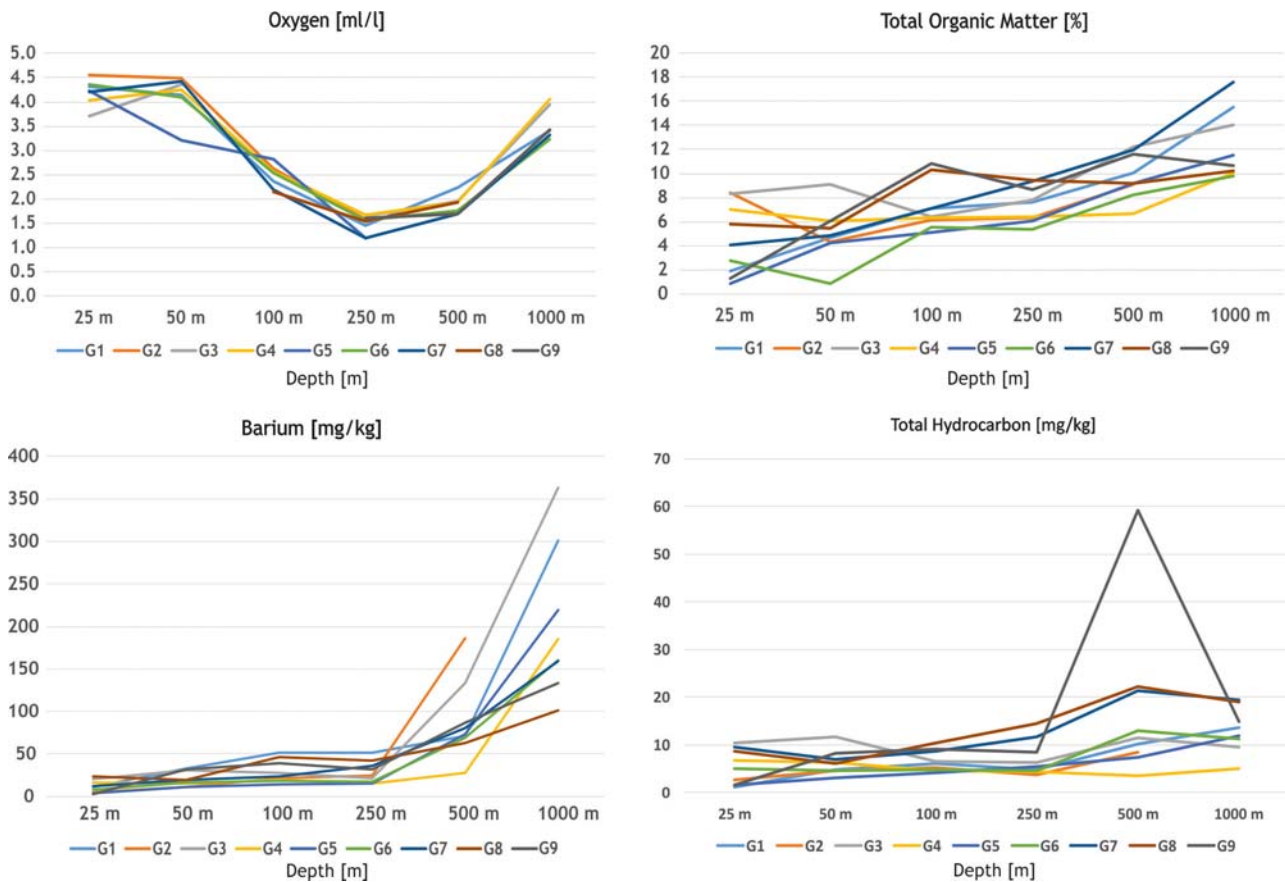 Oxygen [ml/l]
5.0
4.5
4.0
3.5
3.0
2.5
2.0
1.5
1.0
0.5
0.0
25 m 50 m 100 m 250 m 500 m 1000 m
G1 G2 G3 G4 G5 G6 G7 G8 G9
Depth [m]
Total Organic Matter [%]
20
18
16
14
12
10
8
6
4
2
0
25 m 50 m 100 m 250 m 500 m 1000 m
G1 G2 G3 G4 G5 G6 G7 G8 G9
Depth [m]
Barium [mg/kg]
400
350
300
250
200
150
100
50
0
25 m 50 m 100 m 250 m 500 m 1000 m
G1 G2 G3 G4 G5 G6 G7 G8 G9
Depth [m]
Total Hydrocarbon [mg/kg]
70
60
50
40
30
20
10
0
25 m 50 m 100 m 250 m 500 m 1000 m
G1 G2 G3 G4 G5 G6 G7 G8 G9
Depth [m]